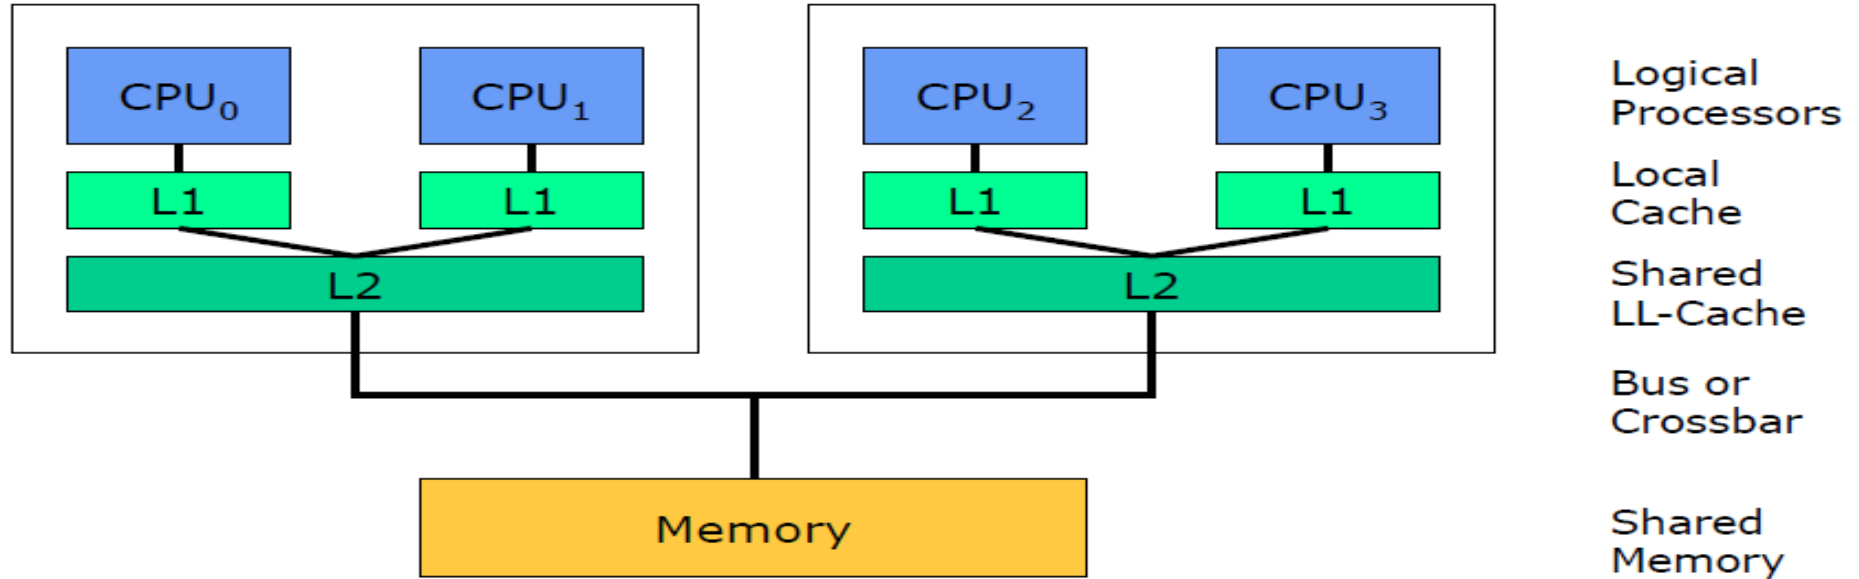 CPU₀
CPU₁
CPU₂
CPU₃
Logical
Processors
L1
L1
L1
L1
Local
Cache
L2
L2
Shared
LL-Cache
Bus or
Crossbar
Memory
Shared
Memory